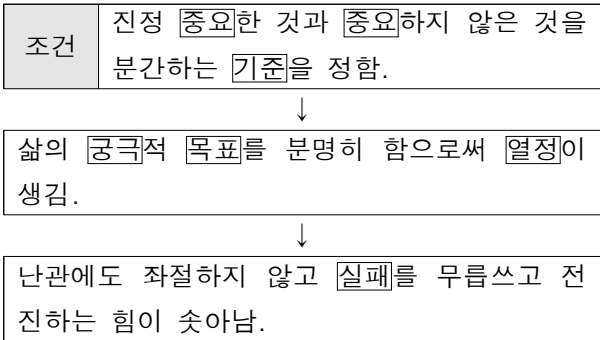 조건
진정 중요한 것과 중요하지 않은 것을
분간하는 기준을 정함.
↓
삶의 궁극적 목표를 분명히 함으로써 열정이
생김.
↓
난관에도 좌절하지 않고 실패를 무릅쓰고 전
진하는 힘이 솟아남.